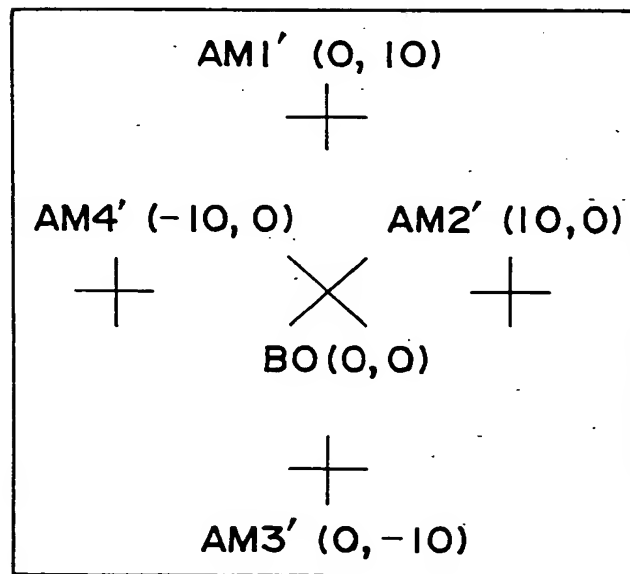 AM1′ (0, 10)
AM4′ (-10, 0) AM2′ (10,0)
BO(0,0)
AM3′ (0,-10)